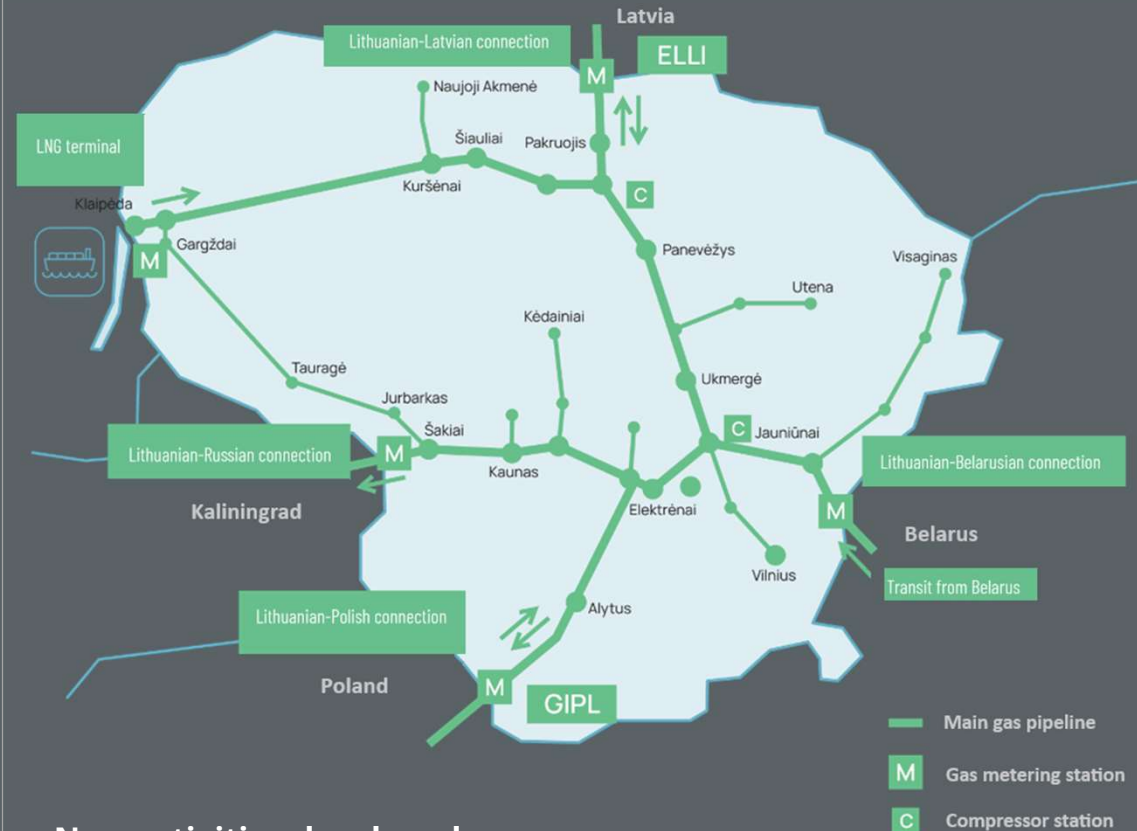 Latvia
Lithuanian-Latvian connection
ELLI
M
Naujoji Akmenė
LNG terminal
Šiauliai
Pakruojis
Kuršėnai
C
Klaipėda
Gargždai
M
Panevėžys
Visaginas
Utena
Kėdainiai
Tauragė
Ukmergė
Jurbarkas
Šakiai
C
Jauniūnai
Lithuanian-Russian connection
M
Lithuanian-Belarusian connection
Kaunas
Elektrėnai
Kaliningrad
M
Belarus
Vilnius
Transit from Belarus
Lithuanian-Polish connection
Alytus
Poland
M
GIPL
Main gas pipeline
M Gas metering station
C Compressor station